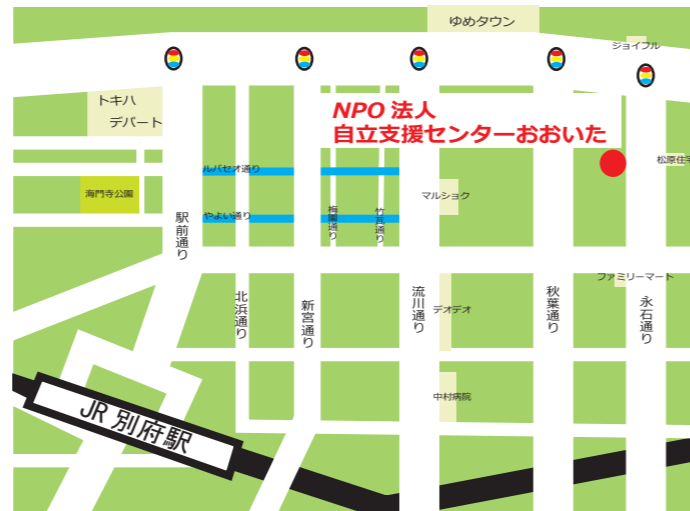 ゆめタウン
ジョイフル
トキハ
デパート
NPO 法人
自立支援センターおおいた
松原住宅
ルパセオ通り
海門寺公園
マルショク
やよい通り
梅園通り
竹瓦通り
駅前通り
ファミリーマート
北浜通り
新宮通り
流川通り
デオデオ
秋葉通り
永石通り
中村病院
JR 別府駅